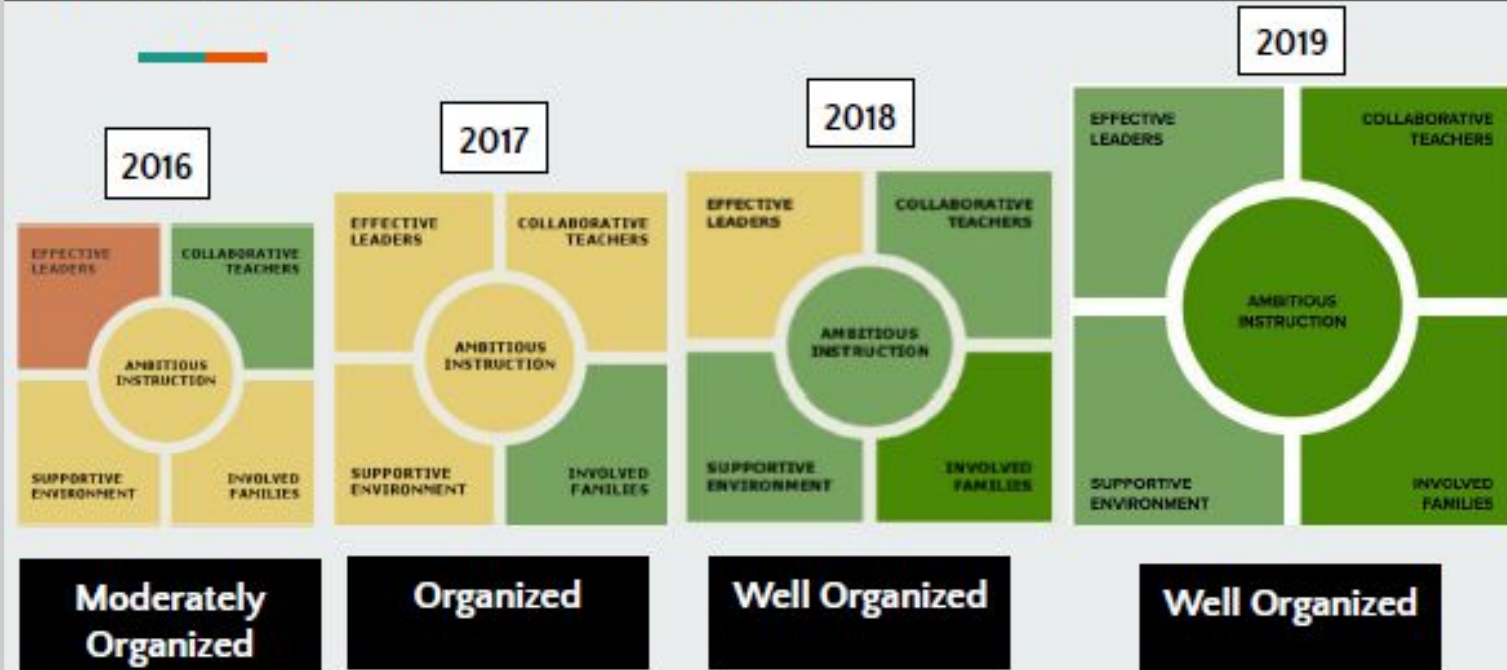 2016
EFFECTIVE
LEADERS
COLLABORATIVE
TEACHERS
AMBITIOUS
INSTRUCTION
SUPPORTIVE
ENVIRONMENT
INVOLVED
FAMILIES
Moderately
Organized
2017
EFFECTIVE
LEADERS
COLLABORATIVE
TEACHERS
AMBITIOUS
INSTRUCTION
SUPPORTIVE
ENVIRONMENT
INVOLVED
FAMILIES
Organized
2018
EFFECTIVE
LEADERS
COLLABORATIVE
TEACHERS
AMBITIOUS
INSTRUCTION
SUPPORTIVE
ENVIRONMENT
INVOLVED
FAMILIES
Well Organized
2019
EFFECTIVE
LEADERS
COLLABORATIVE
TEACHERS
AMBITIOUS
INSTRUCTION
SUPPORTIVE
ENVIRONMENT
INVOLVED
FAMILIES
Well Organized